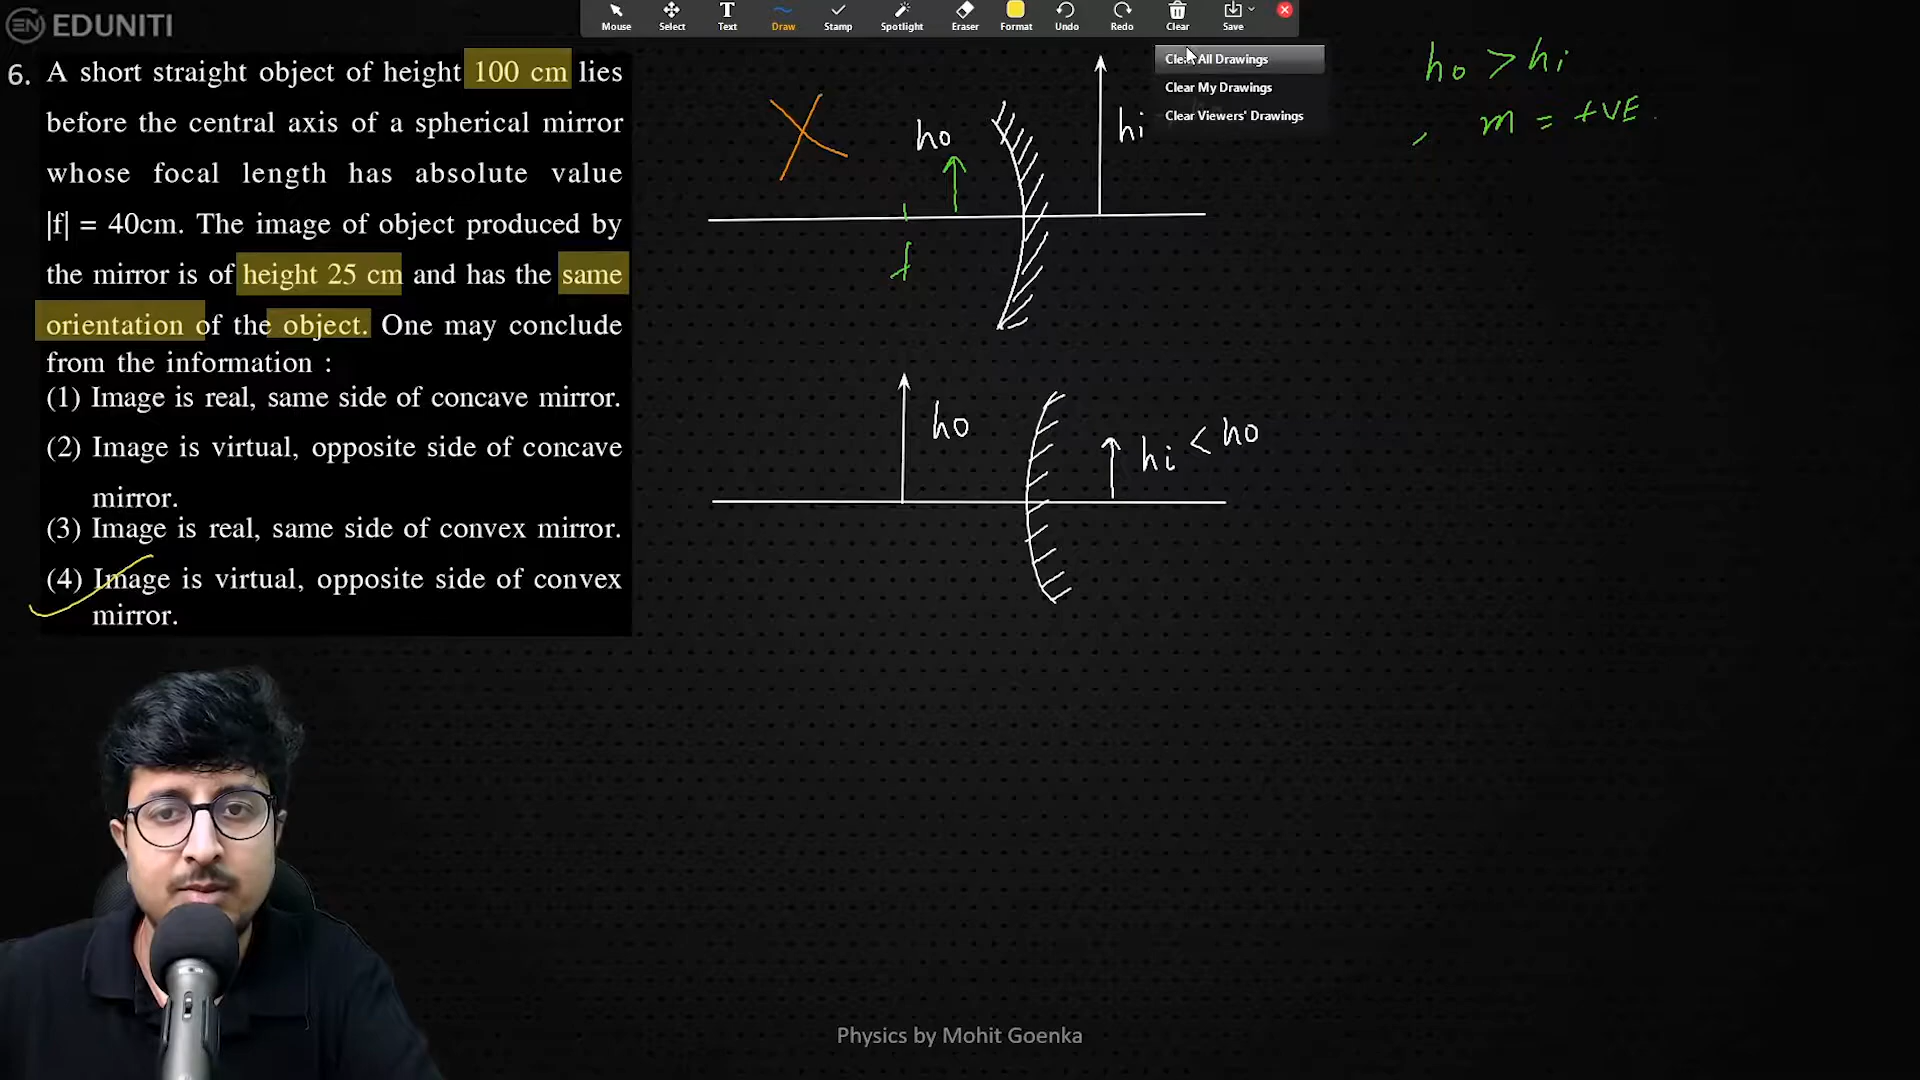 EN EDUNITI
Mouse Select Text Draw Stamp Spotlight Eraser Format Undo Redo Clear Save
Clear All Drawings
Clear My Drawings
Clear Viewers' Drawings
6. A short straight object of height 100 cm lies
before the central axis of a spherical mirror
whose focal length has absolute value
|f| = 40cm. The image of object produced by
the mirror is of height 25 cm and has the same
orientation of the object. One may conclude
from the information :
(1) Image is real, same side of concave mirror.
(2) Image is virtual, opposite side of concave
mirror.
(3) Image is real, same side of convex mirror.
(4) Image is virtual, opposite side of convex
mirror.
ho
hi
f
ho > hi
, m = +VE.
ho
hi < ho
Physics by Mohit Goenka